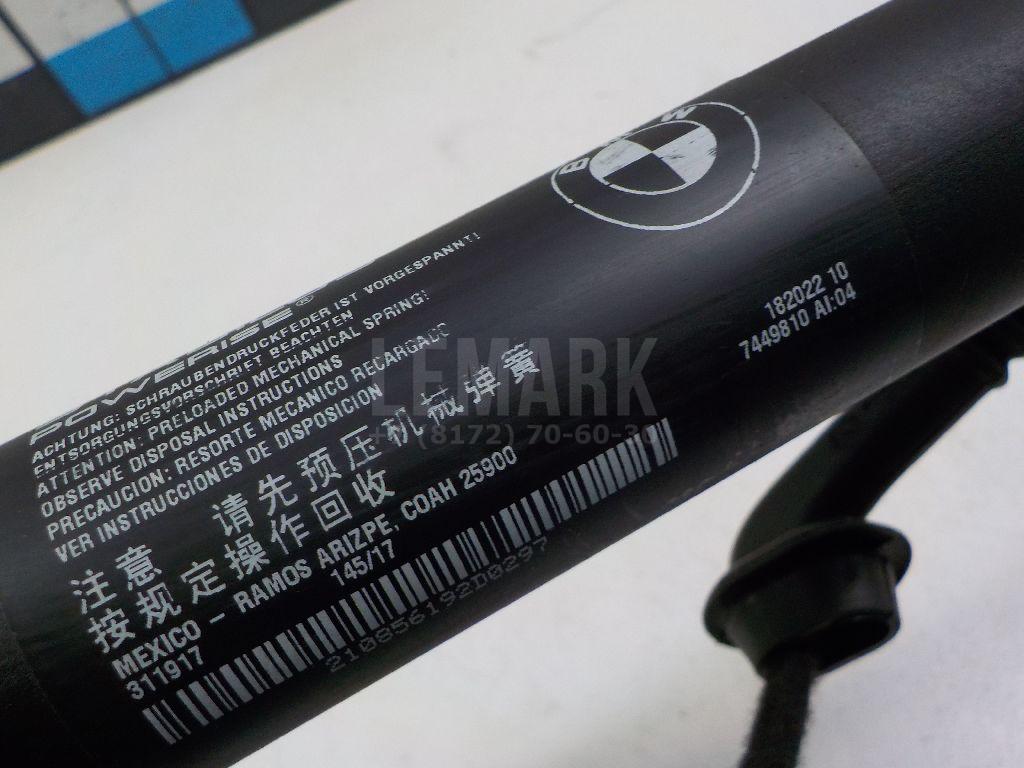 POWERISE®
ACHTUNG: SCHRAUBENDRUCKFEDER IST VORGESPANNT!
ENTSORGUNGSVORSCHRIFT BEACHTEN
ATTENTION: PRELOADED MECHANICAL SPRING!
OBSERVE DISPOSAL INSTRUCTIONS
PRECAUCION: RESORTE MECANICO RECARGADO
VER INSTRUCCIONES DE DISPOSICION
注意 请先预压机械弹簧
按规定操作回收
MEXICO - RAMOS ARIZPE, COAH 25900
311917 145/17
210856192D0297
BMW
182022 10
7449810 AI:04
LEMARK
(8172) 70-60-30